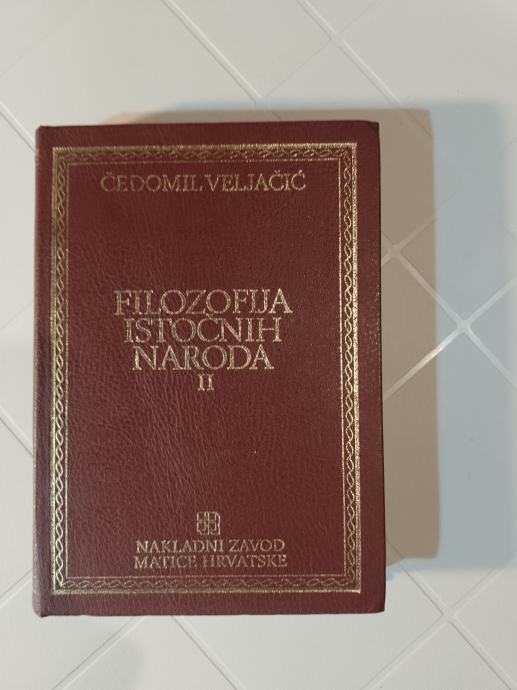 ČEDOMIL VELJAČIĆ
FILOZOFIJA
ISTOČNIH
NARODA
II
NAKLADNI ZAVOD
MATICE HRVATSKE